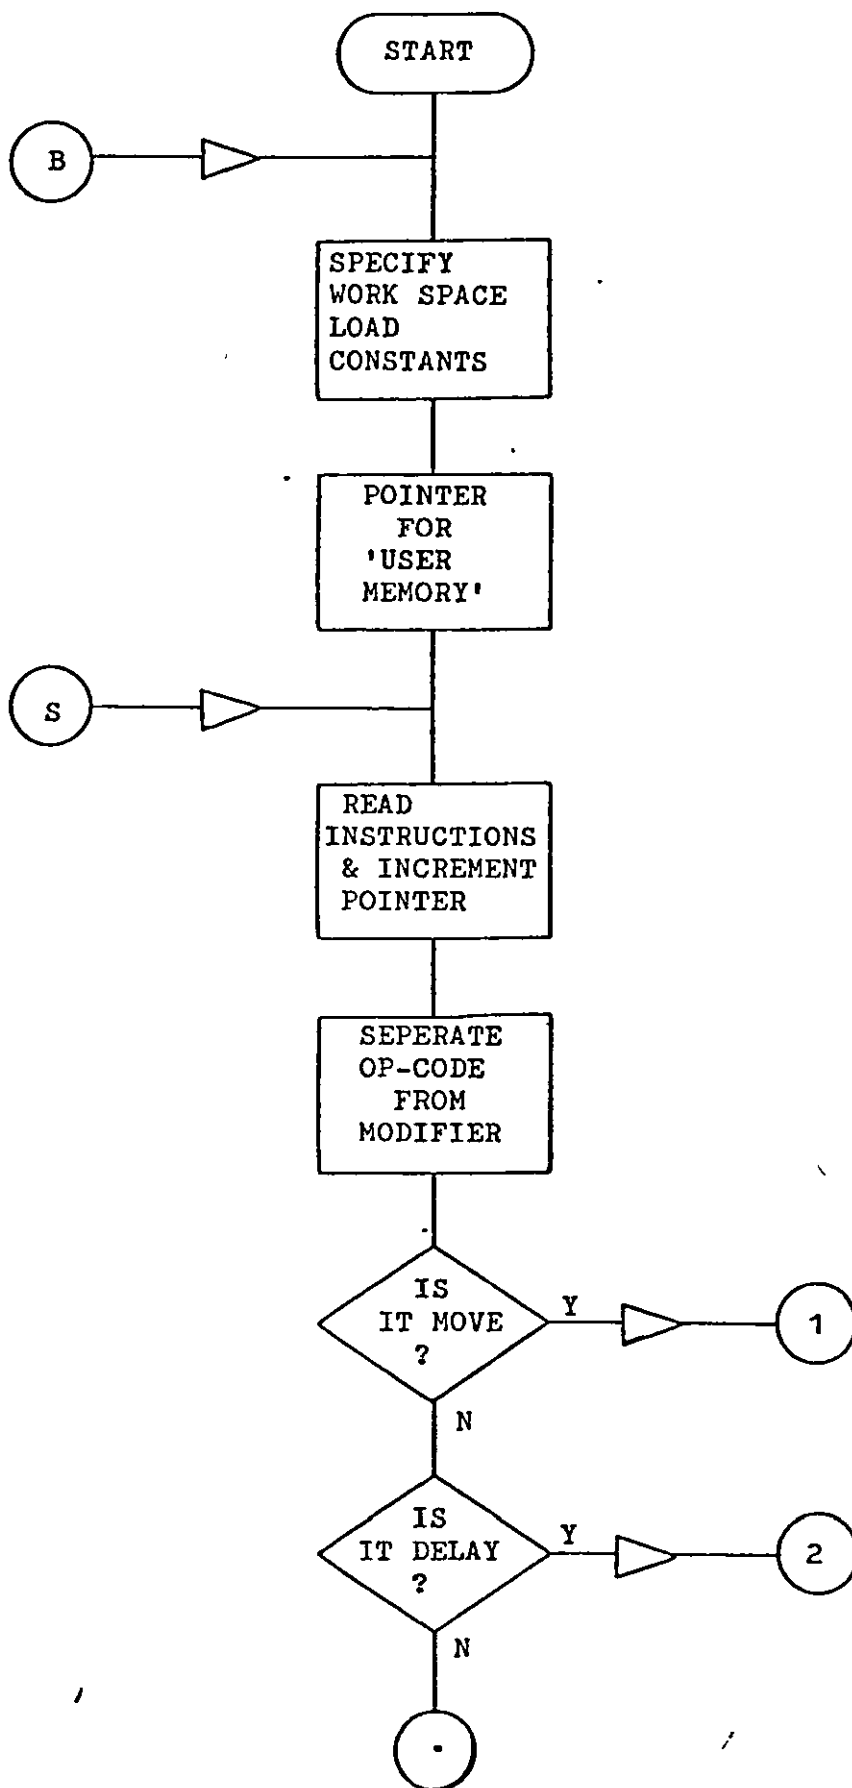 START
B
SPECIFY
WORK SPACE
LOAD
CONSTANTS
POINTER
FOR
'USER
MEMORY'
S
READ
INSTRUCTIONS
& INCREMENT
POINTER
SEPERATE
OP-CODE
FROM
MODIFIER
IS
IT MOVE
?
Y
1
N
IS
IT DELAY
?
Y
2
N